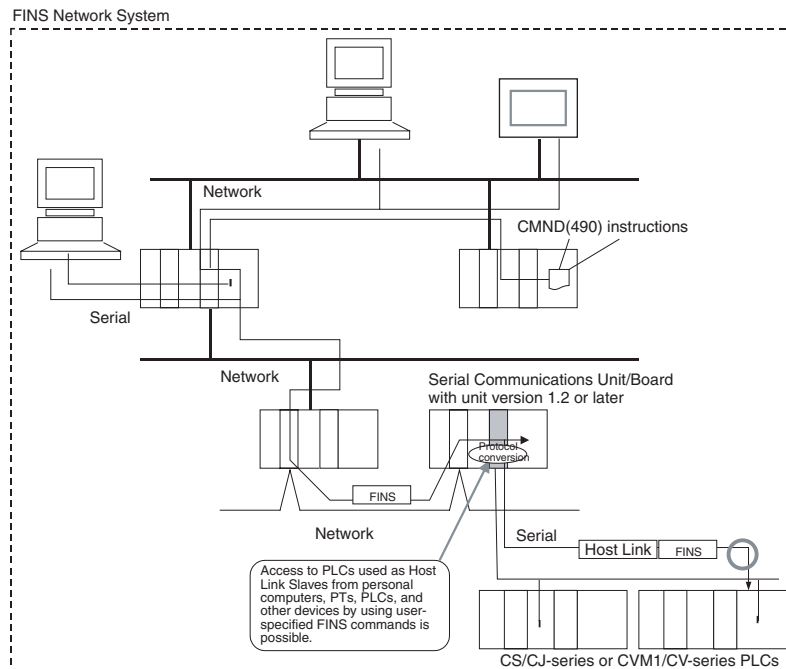 FINS Network System
Network
CMND(490) instructions
Serial
Network
Serial Communications Unit/Board
with unit version 1.2 or later
Protocol
conversion
FINS
Network
Serial
Host Link
FINS
Access to PLCs used as Host
Link Slaves from personal
computers, PTs, PLCs, and
other devices by using user-
specified FINS commands is
possible.
CS/CJ-series or CVM1/CV-series PLCs